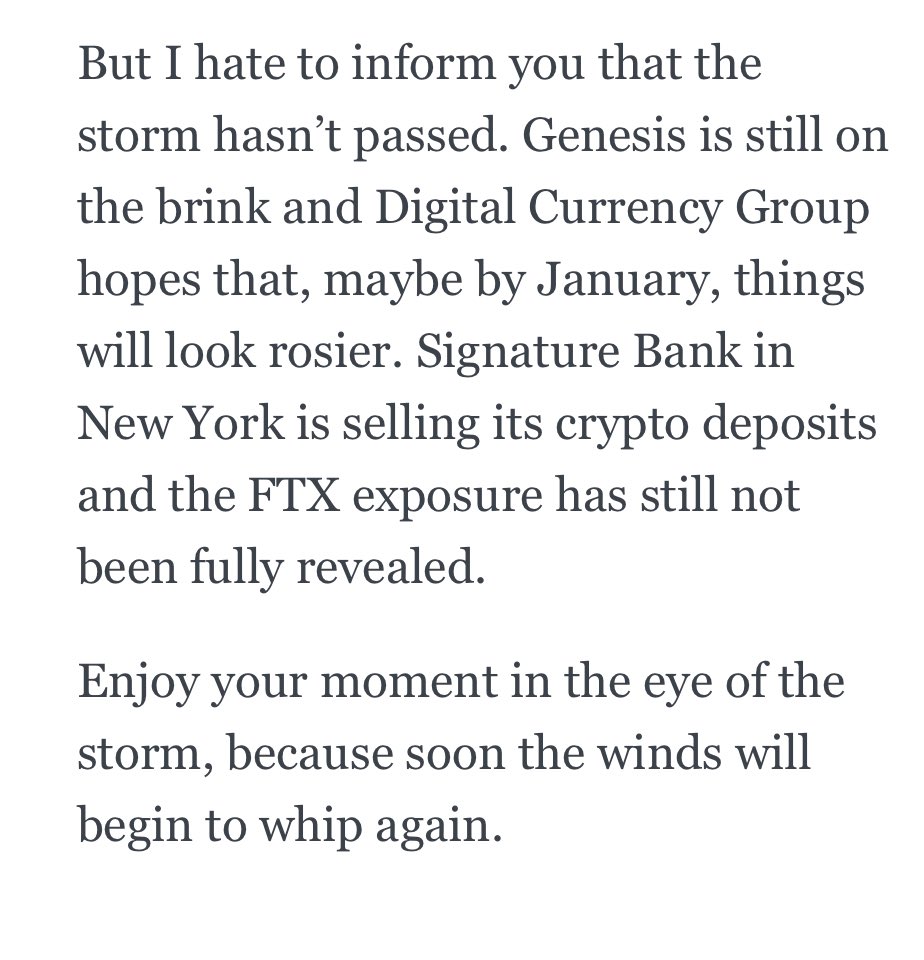 But I hate to inform you that the
storm hasn’t passed. Genesis is still on
the brink and Digital Currency Group
hopes that, maybe by January, things
will look rosier. Signature Bank in
New York is selling its crypto deposits
and the FTX exposure has still not
been fully revealed.
Enjoy your moment in the eye of the
storm, because soon the winds will
begin to whip again.